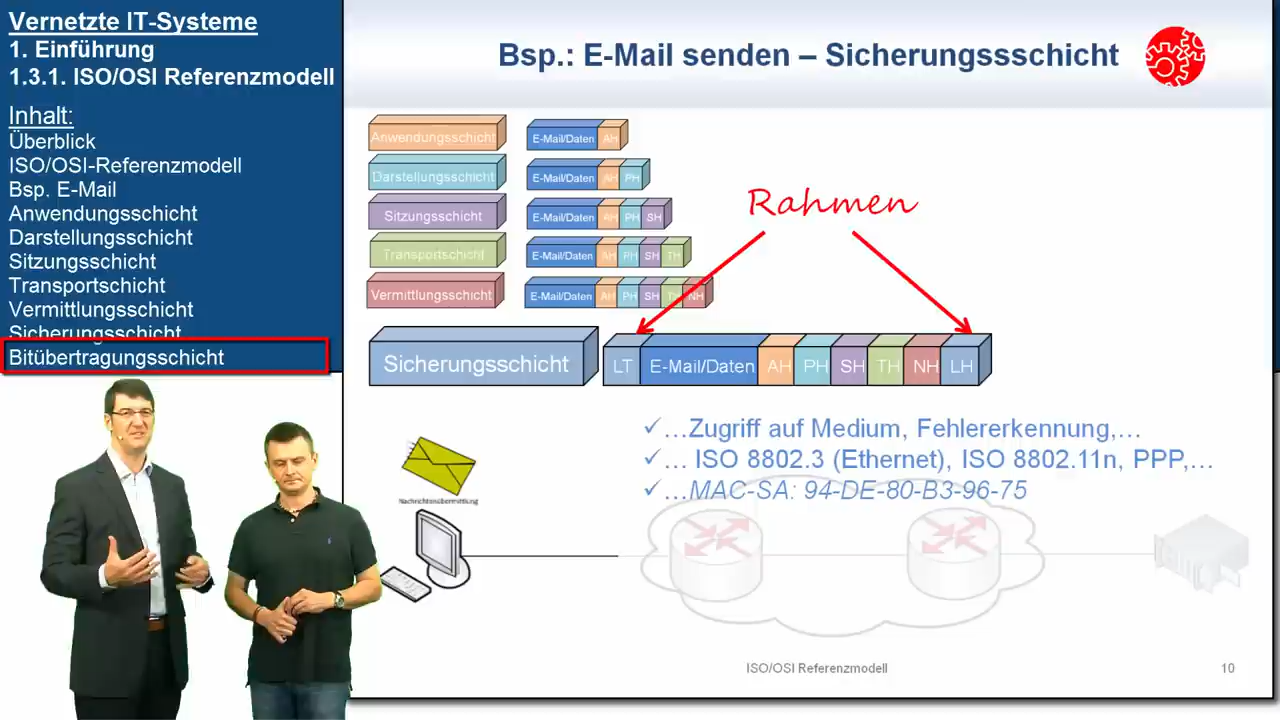 Vernetzte IT-Systeme
1. Einführung
1.3.1. ISO/OSI Referenzmodell
Inhalt:
Überblick
ISO/OSI-Referenzmodell
Bsp. E-Mail
Anwendungsschicht
Darstellungsschicht
Sitzungsschicht
Transportschicht
Vermittlungsschicht
Sicherungsschicht
Bitübertragungsschicht
Bsp.: E-Mail senden – Sicherungssschicht
Anwendungsschicht E-Mail/Daten AH
Darstellungsschicht E-Mail/Daten AH PH
Sitzungsschicht E-Mail/Daten AH PH SH
Transportschicht E-Mail/Daten AH PH SH TH
Vermittlungsschicht E-Mail/Daten AH PH SH TH NH
Rahmen
Sicherungsschicht LT E-Mail/Daten AH PH SH TH NH LH
✓…Zugriff auf Medium, Fehlererkennung,…
✓… ISO 8802.3 (Ethernet), ISO 8802.11n, PPP,…
✓…MAC-SA: 94-DE-80-B3-96-75
Nachrichtenübermittlung
ISO/OSI Referenzmodell 10